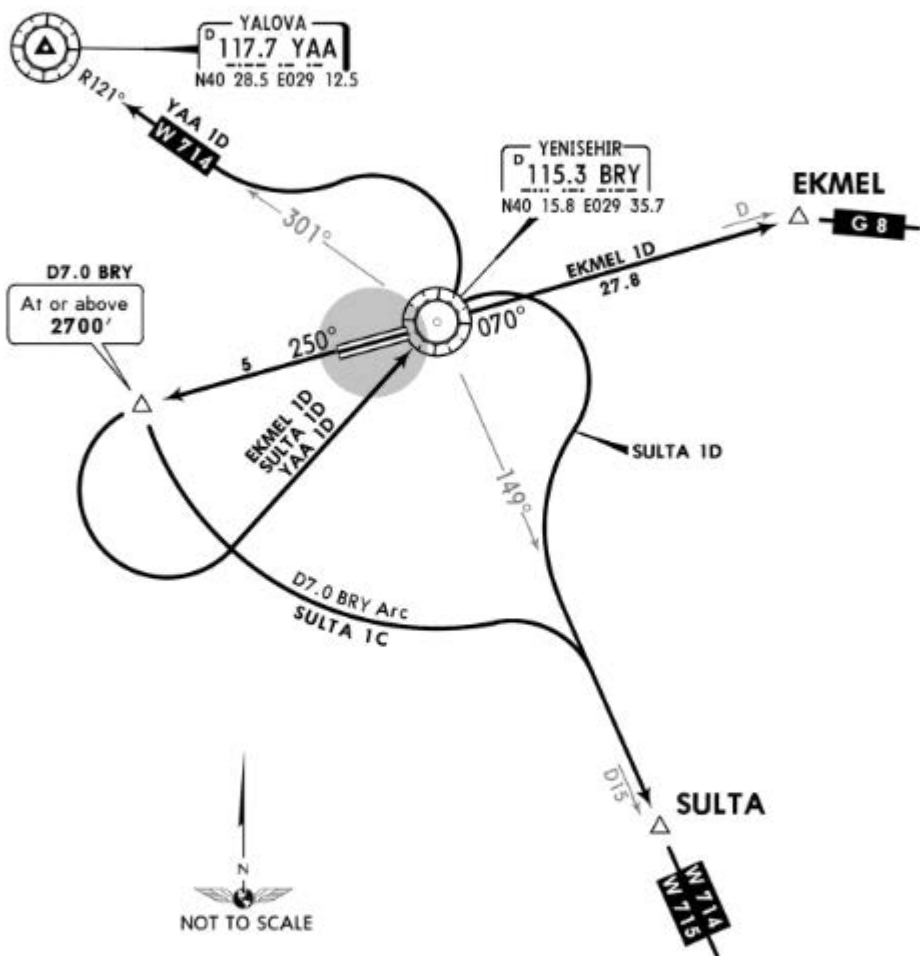 YALOVA
D 117.7 YAA
N40 28.5 E029 12.5
R121°
YAA 1D
W 714
YENISEHIR
D 115.3 BRY
N40 15.8 E029 35.7
EKMEL
G 8
D
EKMEL 1D
27.8
301°
D7.0 BRY
At or above
2700'
250°
070°
5
EKMEL 1D
SULTA 1D
YAA 1D
SULTA 1D
149°
D7.0 BRY Arc
SULTA 1C
D15
SULTA
W 714
W 715
N
NOT TO SCALE